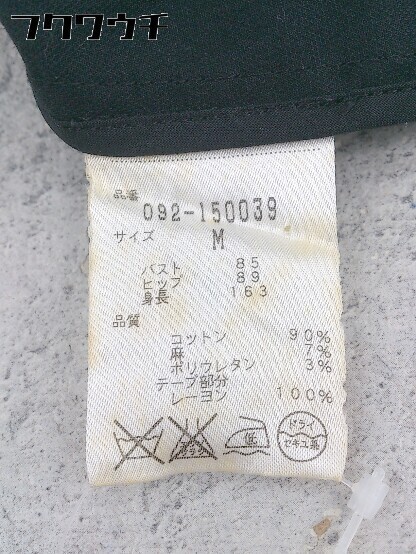 フクワウチ
品番
092-150039
サイズ M
バスト 85
ヒップ 89
身長 163
品質
コットン 90%
麻 7%
ポリウレタン 3%
テープ部分
レーヨン 100%
低
ドライ
セキユ系